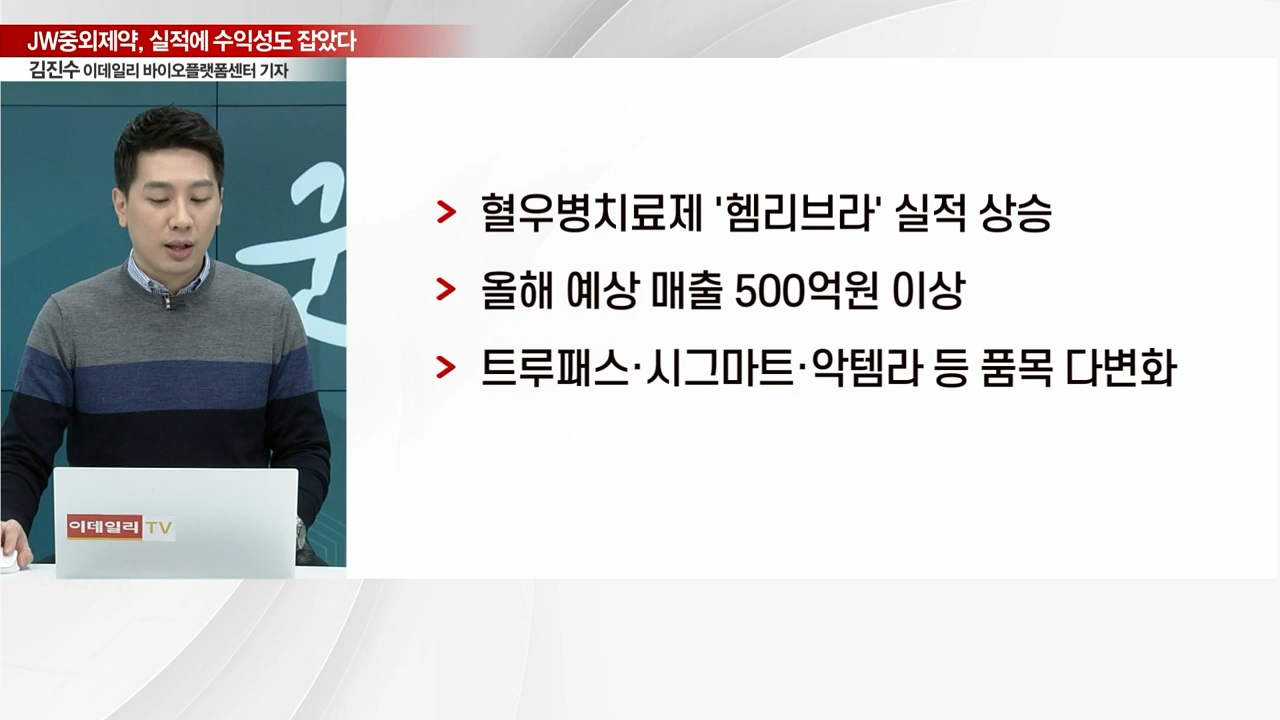 JW중외제약, 실적에 수익성도 잡았다
김진수 이데일리 바이오플랫폼센터 기자
> 혈우병치료제 '헴리브라' 실적 상승
> 올해 예상 매출 500억원 이상
> 트루패스·시그마트·악템라 등 품목 다변화
이데일리 TV